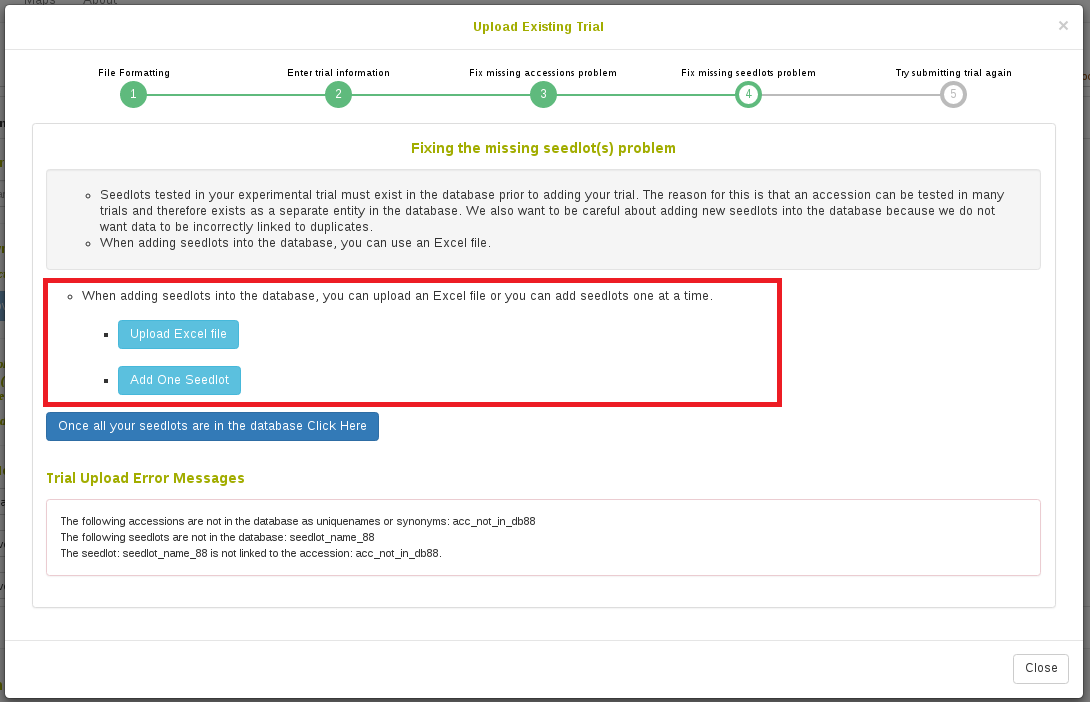 Maps About
Upload Existing Trial ×
File Formatting Enter trial information Fix missing accessions problem Fix missing seedlots problem Try submitting trial again
1 2 3 4 5
Fixing the missing seedlot(s) problem
Seedlots tested in your experimental trial must exist in the database prior to adding your trial. The reason for this is that an accession can be tested in many
trials and therefore exists as a separate entity in the database. We also want to be careful about adding new seedlots into the database because we do not
want data to be incorrectly linked to duplicates.
When adding seedlots into the database, you can use an Excel file.
When adding seedlots into the database, you can upload an Excel file or you can add seedlots one at a time.
Upload Excel file
Add One Seedlot
Once all your seedlots are in the database Click Here
Trial Upload Error Messages
The following accessions are not in the database as uniquenames or synonyms: acc_not_in_db88
The following seedlots are not in the database: seedlot_name_88
The seedlot: seedlot_name_88 is not linked to the accession: acc_not_in_db88.
Close